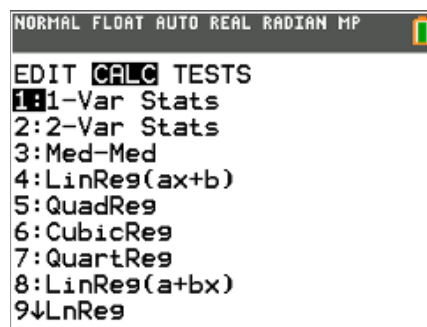 NORMAL FLOAT AUTO REAL RADIAN MP
EDIT CALC TESTS
1:1-Var Stats
2:2-Var Stats
3:Med-Med
4:LinReg(ax+b)
5:QuadReg
6:CubicReg
7:QuartReg
8:LinReg(a+bx)
9↓LnReg